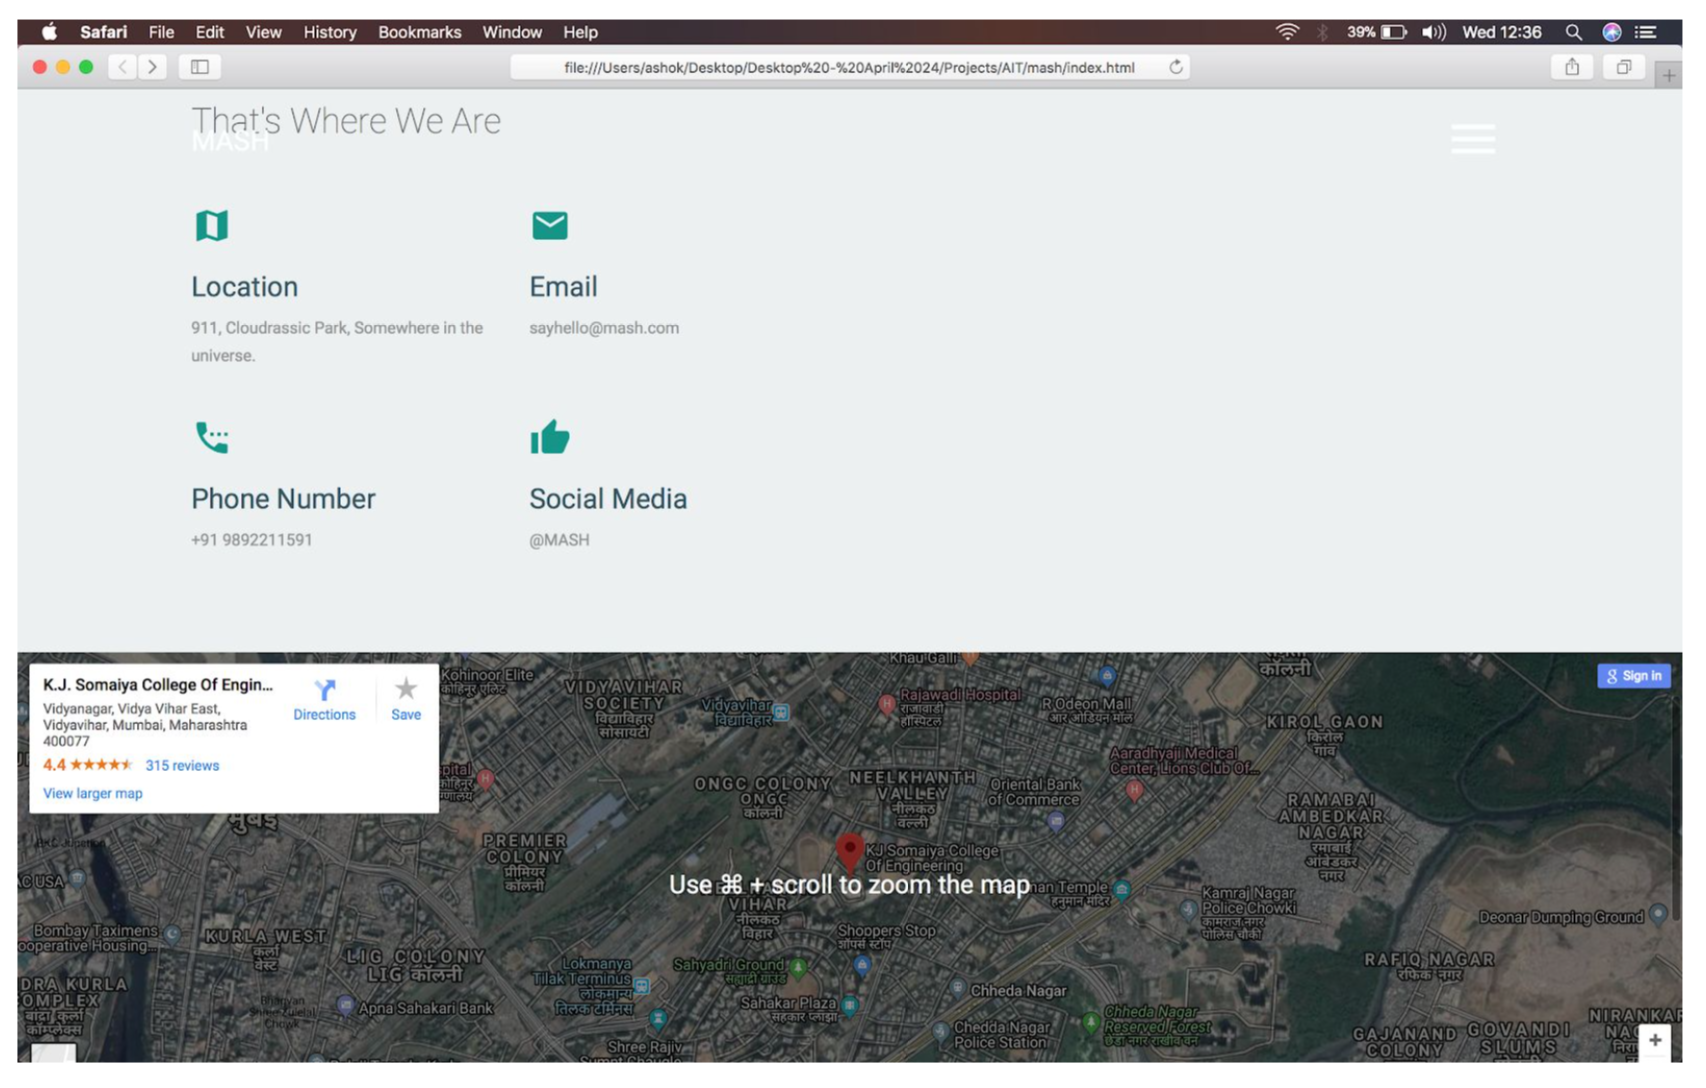 Safari File Edit View History Bookmarks Window Help
39% Wed 12:36
file:///Users/ashok/Desktop/Desktop%20-%20April%2024/Projects/AIT/mash/index.html
That's Where We Are
MASH
Location
911, Cloudrassic Park, Somewhere in the
universe.
Email
sayhello@mash.com
Phone Number
+91 9892211591
Social Media
@MASH
K.J. Somaiya College Of Engin...
Vidyanagar, Vidya Vihar East,
Vidyavihar, Mumbai, Maharashtra
400077
4.4 315 reviews
View larger map
Directions
Save
Sign in
Khau Galli
कॉलनी
Kohinoor Elite
कोहिनूर एलिट
VIDYAVIHAR
SOCIETY
विद्याविहार
सोसायटी
Vidyavihar
विद्याविहार
Rajawadi Hospital
राजावाडी
हॉस्पिटल
R Odeon Mall
आर ओडियन मॉल
KIROL GAON
किरोल
गाव
Aaradhyaji Medical
Center, Lions Club Of...
ONGC COLONY
ONGC
कॉलनी
NEELKHANTH
VALLEY
नीलकंठ
वॅल्ली
Oriental Bank
of Commerce
RAMABAI
AMBEDKAR
NAGAR
रमाबाई
आंबेडकर
नगर
मुंबई
PREMIER
COLONY
प्रीमियर
कॉलनी
KJ Somaiya College
Of Engineering
Use ⌘ + scroll to zoom the map
VIHAR
नीलकंठ
विहार
Temple
हनुमान मंदिर
Kamraj Nagar
Police Chowki
कामराज नगर
पोलिस चौकी
Deonar Dumping Ground
Bombay Taximens
Housing...
KURLA WEST
कुर्ला
वेस्ट
LIG COLONY
LIG कॉलनी
Lokmanya
Tilak Terminus
लोकमान्य
तिलक टर्मिनस
Shoppers Stop
शॉपर्स स्टॉप
Sahyadri Ground
सह्याद्री ग्राउंड
Sahakar Plaza
सहकार प्लाझा
RAFIQ NAGAR
रफिक नगर
KURLA
COMPLEX
बांद्रा कुर्ला
कॉम्प्लेक्स
Apna Sahakari Bank
Chheda Nagar
Chedda Nagar
Police Station
Chheda Nagar
Reserved Forest
छेडा नगर राखीव वन
Shree Rajiv
GAJANAND
COLONY
GOVANDI
SLUMS